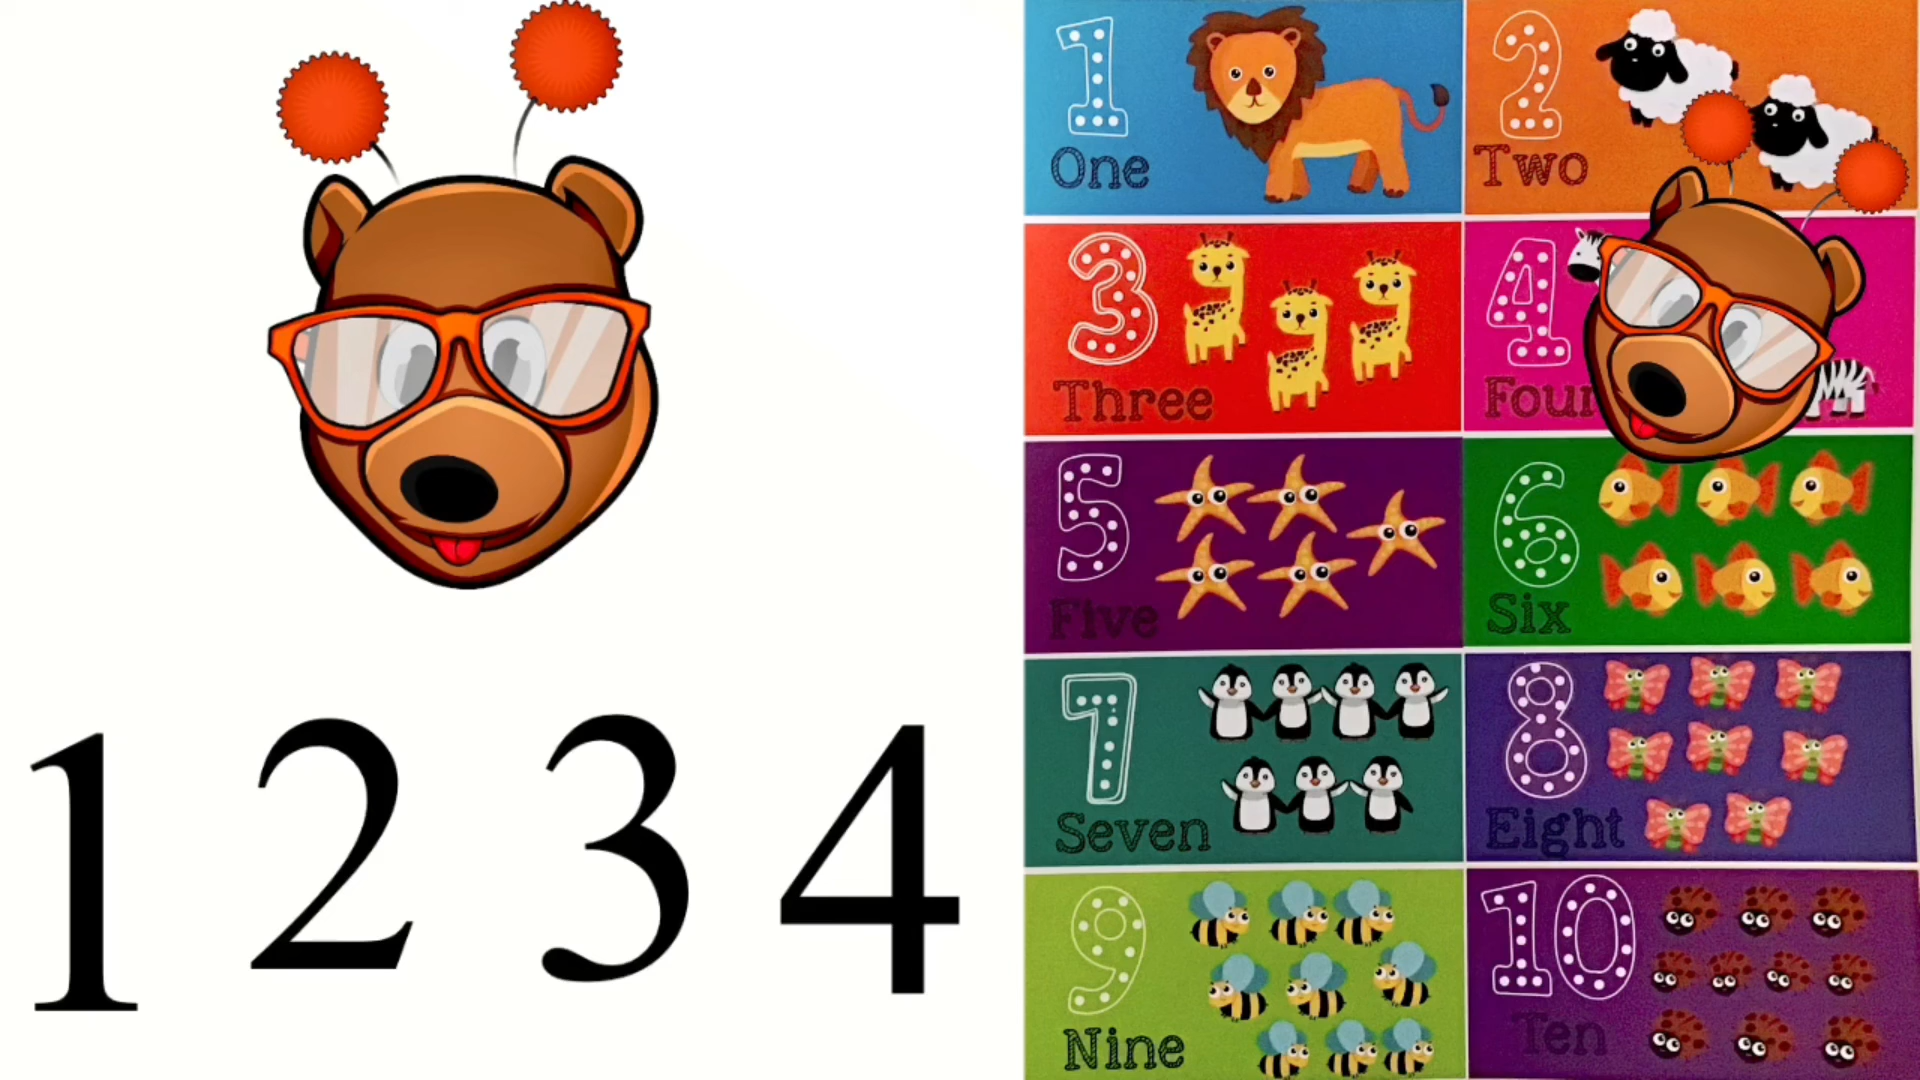 1 2 3 4
1
One
2
Two
3
Three
4
Four
5
Five
6
Six
7
Seven
8
Eight
9
Nine
10
Ten